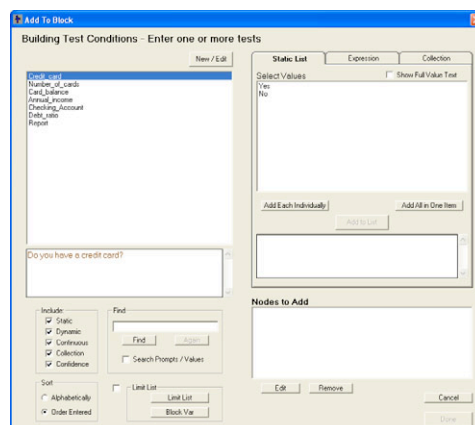 Add To Block
Building Test Conditions - Enter one or more tests
New / Edit
Credit_card
Number_of_cards
Card_balance
Annual_income
Checking_Account
Debt_ratio
Report
Do you have a credit card?
Include:
Static
Dynamic
Continuous
Collection
Confidence
Find
Find
Again
Search Prompts / Values
Sort
Alphabetically
Order Entered
Limit List
Limit List
Block Var
Static List
Expression
Collection
Select Values
Show Full Value Text
Yes
No
Add Each Individually
Add All in One Item
Add to List
Nodes to Add
Edit
Remove
Cancel
Done